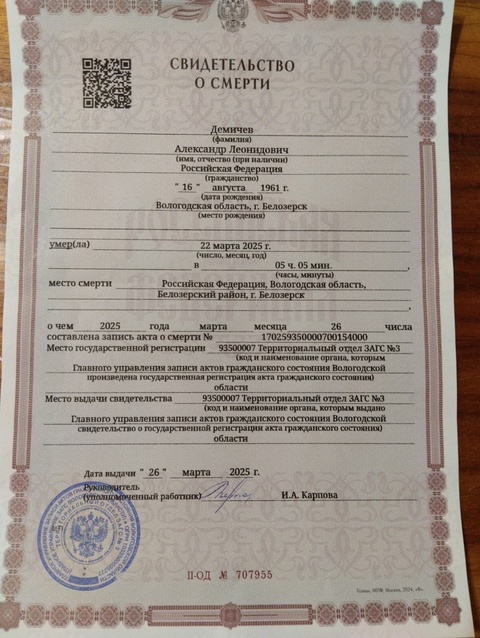 СВИДЕТЕЛЬСТВО
О СМЕРТИ
Демичев
(фамилия)
Александр Леонидович
(имя, отчество (при наличии)
Российская Федерация
(гражданство)
" 16 " августа 1961 г.
(дата рождения)
Вологодская область, г. Белозерск
(место рождения)
умер(ла) 22 марта 2025 г.
(число, месяц, год)
в 05 ч. 05 мин.,
(часы, минуты)
место смерти Российская Федерация, Вологодская область,
Белозерский район, г. Белозерск
,
о чем 2025 года марта месяца 26 числа
составлена запись акта о смерти № 170259350000700154000
Место государственной регистрации 93500007 Территориальный отдел ЗАГС №3
(код и наименование органа, которым
Главного управления записи актов гражданского состояния Вологодской
произведена государственная регистрация акта гражданского состояния)
области
Место выдачи свидетельства 93500007 Территориальный отдел ЗАГС №3
(код и наименование органа, которым выдано
Главного управления записи актов гражданского состояния Вологодской
свидетельство о государственной регистрации акта гражданского состояния)
области
Дата выдачи " 26 " марта 2025 г.
Руководитель
(уполномоченный работник) И.А. Карпова
II-ОД № 707955